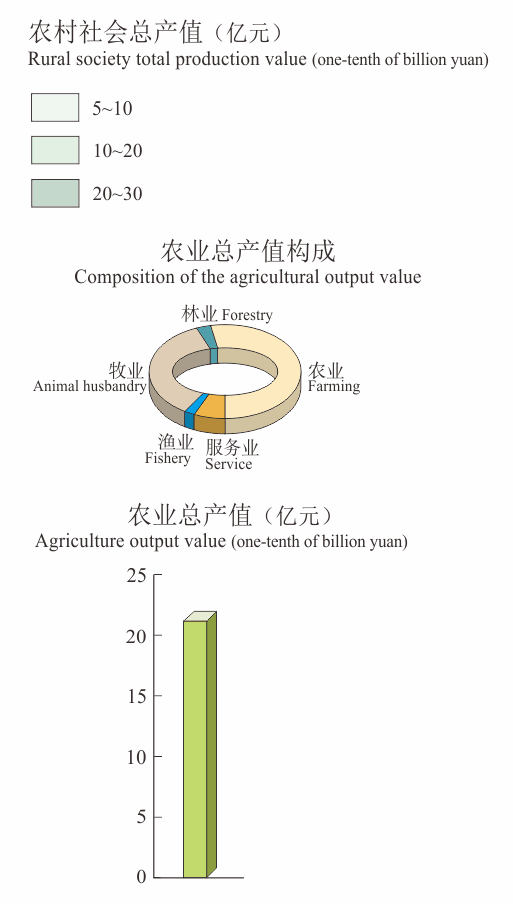 农村社会总产值（亿元）
Rural society total production value (one-tenth of billion yuan)
5~10
10~20
20~30
农业总产值构成
Composition of the agricultural output value
林业 Forestry
牧业
Animal husbandry
农业
Farming
渔业
Fishery
服务业
Service
农业总产值（亿元）
Agriculture output value (one-tenth of billion yuan)
25
20
15
10
5
0